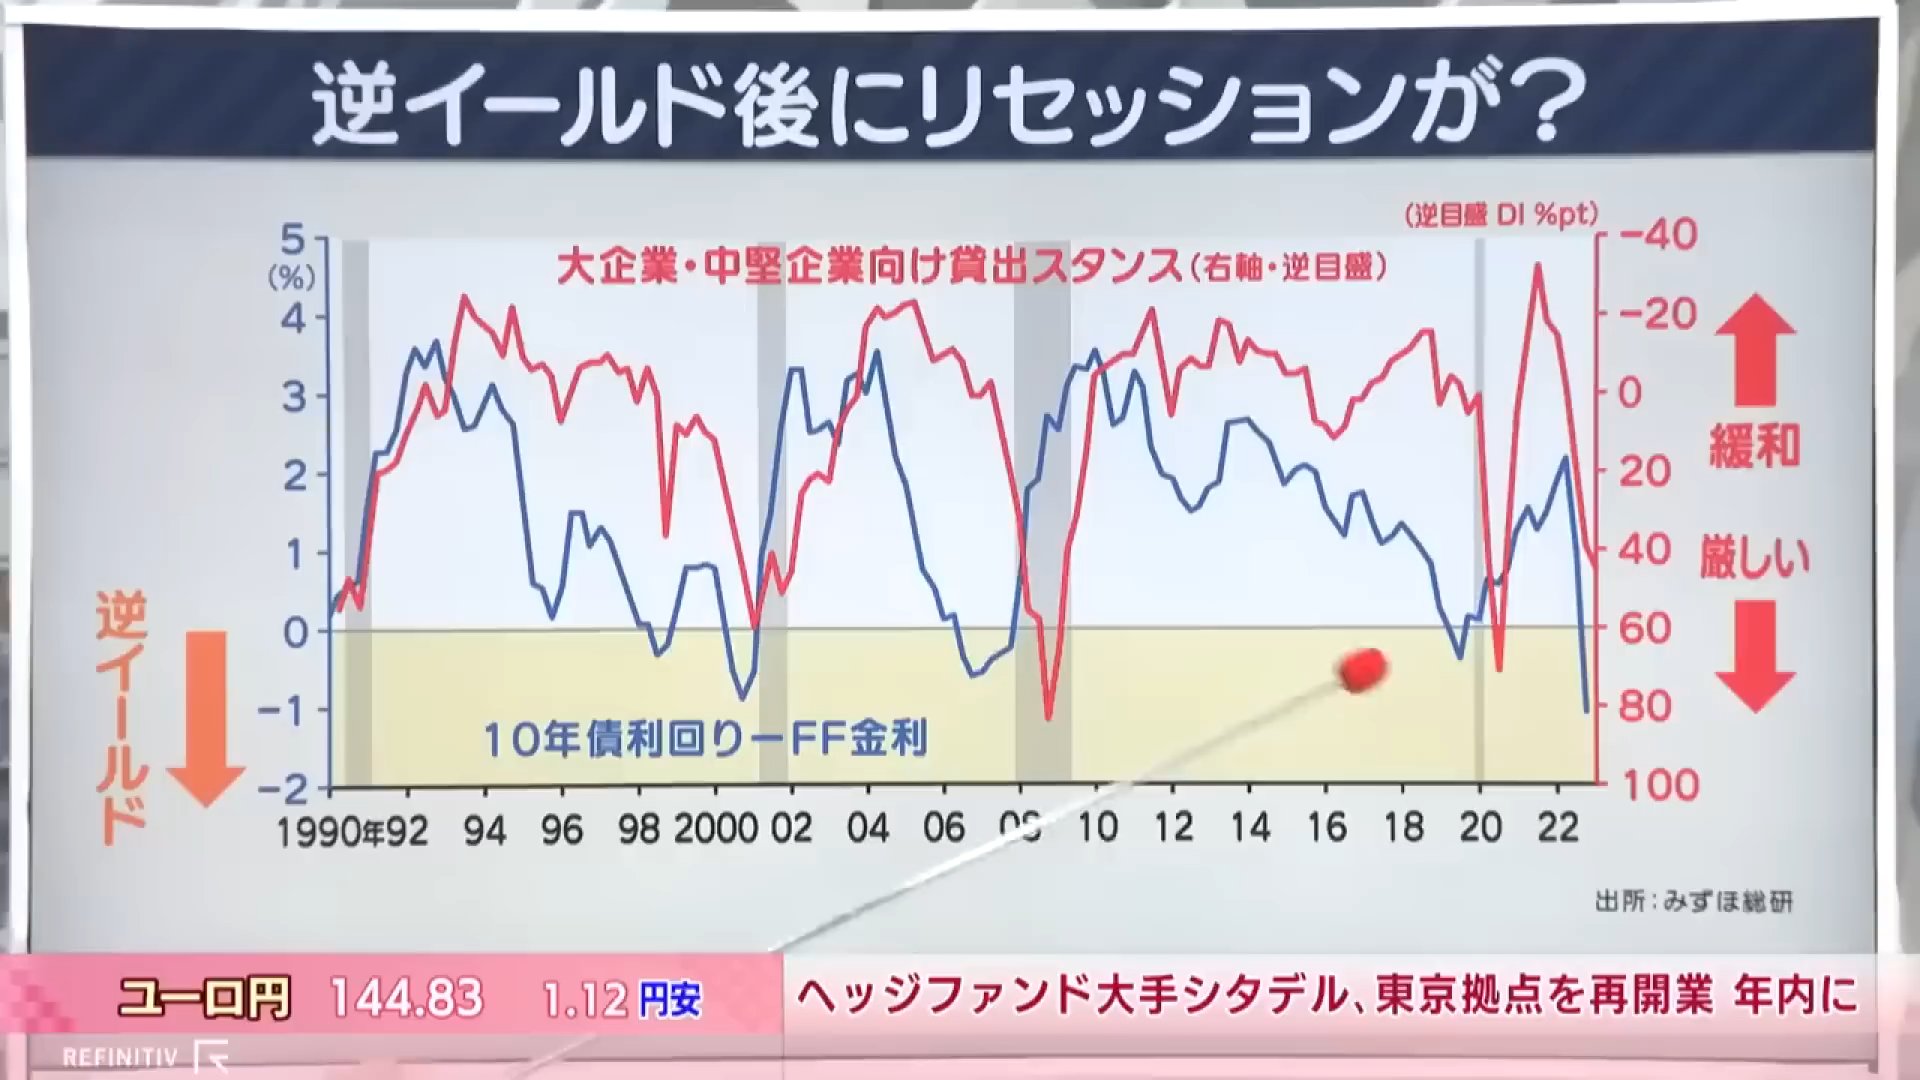 逆イールド後にリセッションが?
(逆目盛 DI %pt)
大企業・中堅企業向け貸出スタンス(右軸・逆目盛)
5
(%)
4
3
2
1
0
-1
-2
-40
-20
0
20
40
60
80
100
緩和
厳しい
逆イールド
10年債利回り-FF金利
1990年 92 94 96 98 2000 02 04 06 08 10 12 14 16 18 20 22
出所:みずほ総研
ユーロ円 144.83 1.12 円安
ヘッジファンド大手シタデル、東京拠点を再開業 年内に
REFINITIV